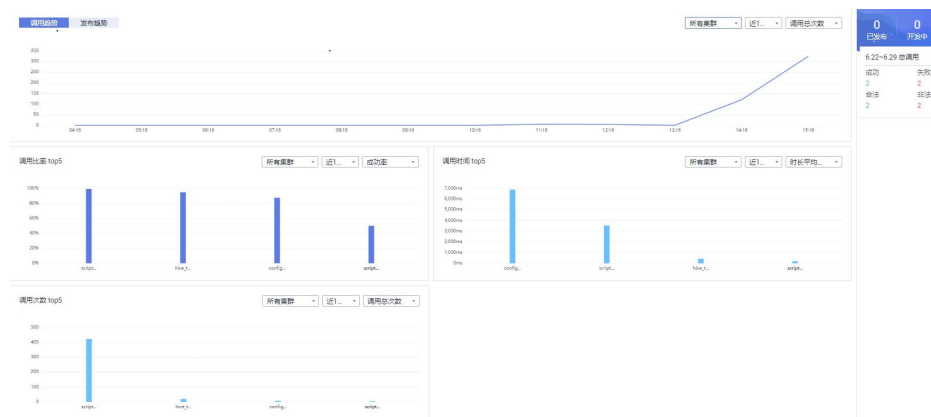 调用趋势 发布趋势
所有集群 近1... 调用总次数
350
300
250
200
150
100
50
0
04:16 05:16 06:16 07:16 08:16 09:16 10:16 11:16 12:16 13:16 14:16 15:16
0 0
已发布 开发中
6.22~6.29 总调用
成功 失败
2 2
合法 非法
2 2
调用比率 top5
所有集群 近1... 成功率
100%
80%
60%
40%
20%
0%
script... hive_t... config... script...
调用时间 top5
所有集群 近1... 时长平均...
7,000ms
6,000ms
5,000ms
4,000ms
3,000ms
2,000ms
1,000ms
0ms
config... script... hive_t... script...
调用次数 top5
所有集群 近1... 调用总次数
500
400
300
200
100
0
script... hive_t... config... script...